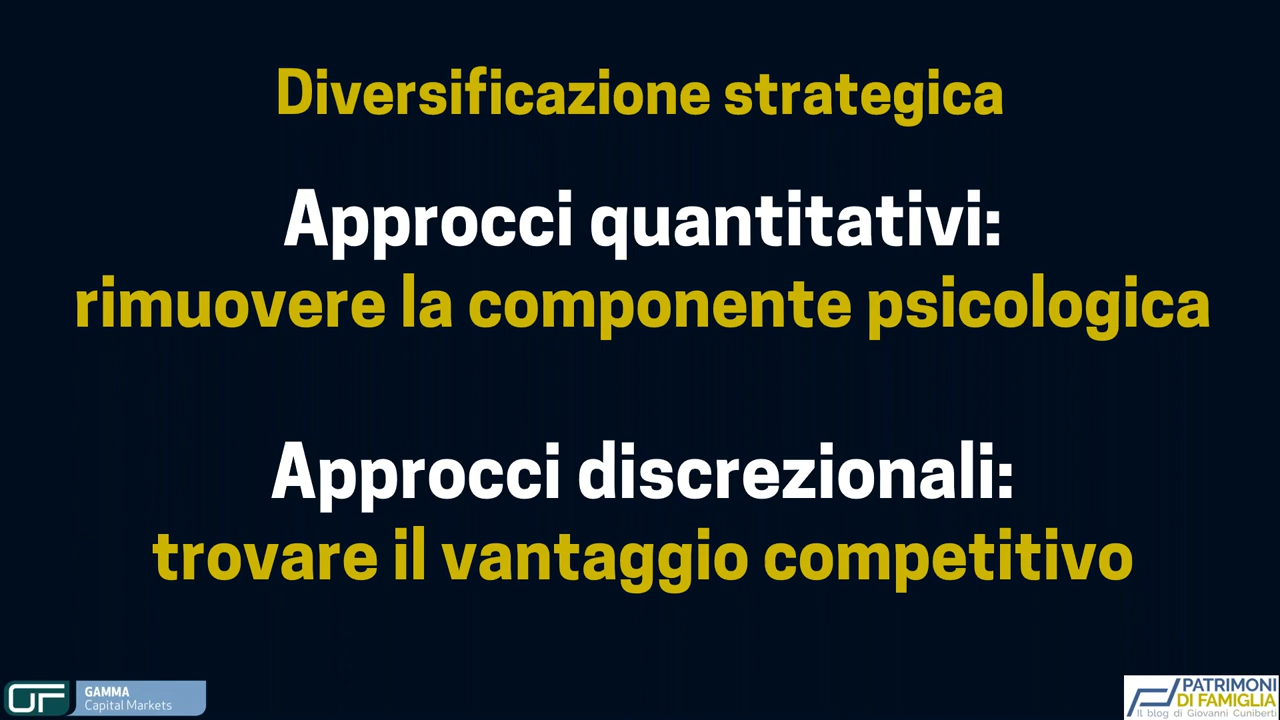 Diversificazione strategica
Approcci quantitativi:
rimuovere la componente psicologica
Approcci discrezionali:
trovare il vantaggio competitivo
GAMMA
Capital Markets
PATRIMONI
DI FAMIGLIA
Il blog di Giovanni Cuniberti